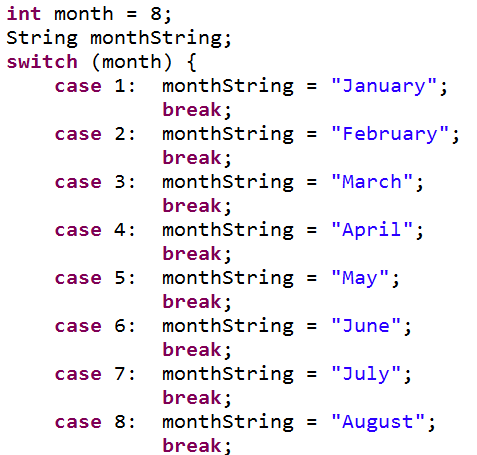 int month = 8;
String monthString;
switch (month) {
    case 1:  monthString = "January";
             break;
    case 2:  monthString = "February";
             break;
    case 3:  monthString = "March";
             break;
    case 4:  monthString = "April";
             break;
    case 5:  monthString = "May";
             break;
    case 6:  monthString = "June";
             break;
    case 7:  monthString = "July";
             break;
    case 8:  monthString = "August";
             break;